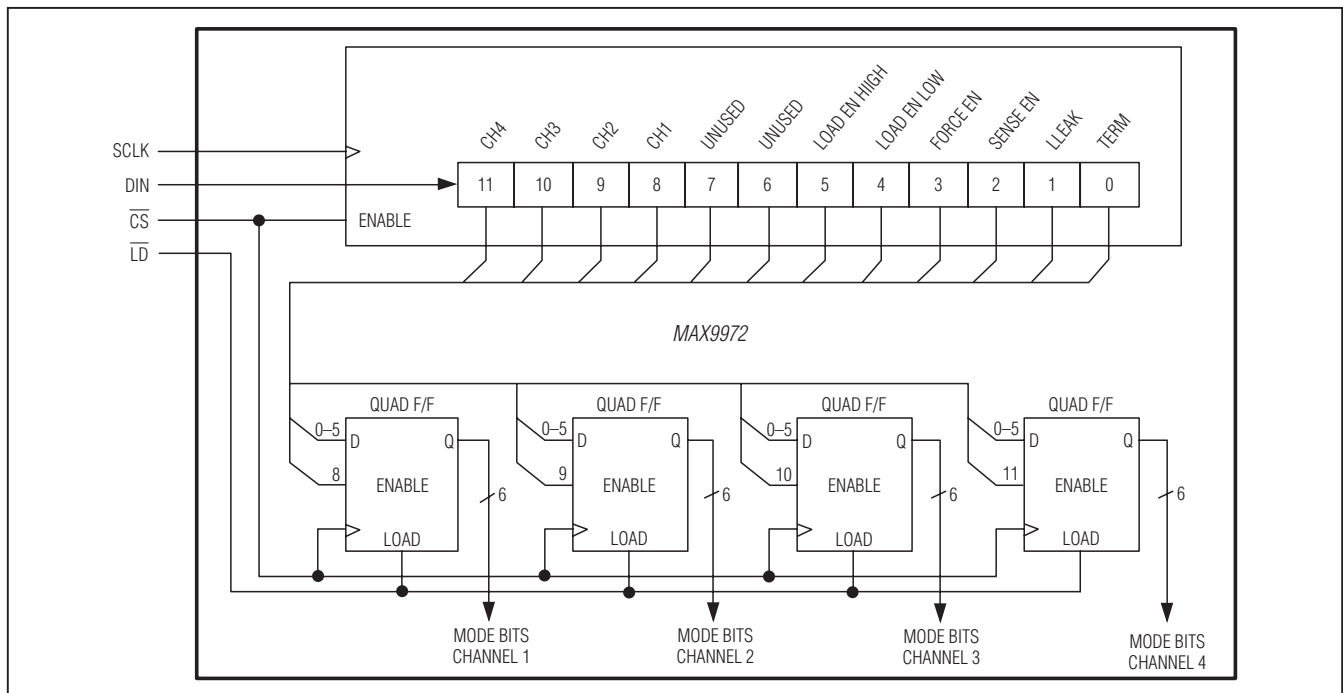 CH4
CH3
CH2
CH1
UNUSED
UNUSED
LOAD EN HIIGH
LOAD EN LOW
FORCE EN
SENSE EN
LLEAK
TERM
SCLK
DIN
CS
LD
11 10 9 8 7 6 5 4 3 2 1 0
ENABLE
MAX9972
QUAD F/F QUAD F/F QUAD F/F QUAD F/F
0–5 D Q 0–5 D Q 0–5 D Q 0–5 D Q
8 ENABLE 6 9 ENABLE 6 10 ENABLE 6 11 ENABLE 6
LOAD LOAD LOAD LOAD
MODE BITS
CHANNEL 1
MODE BITS
CHANNEL 2
MODE BITS
CHANNEL 3
MODE BITS
CHANNEL 4